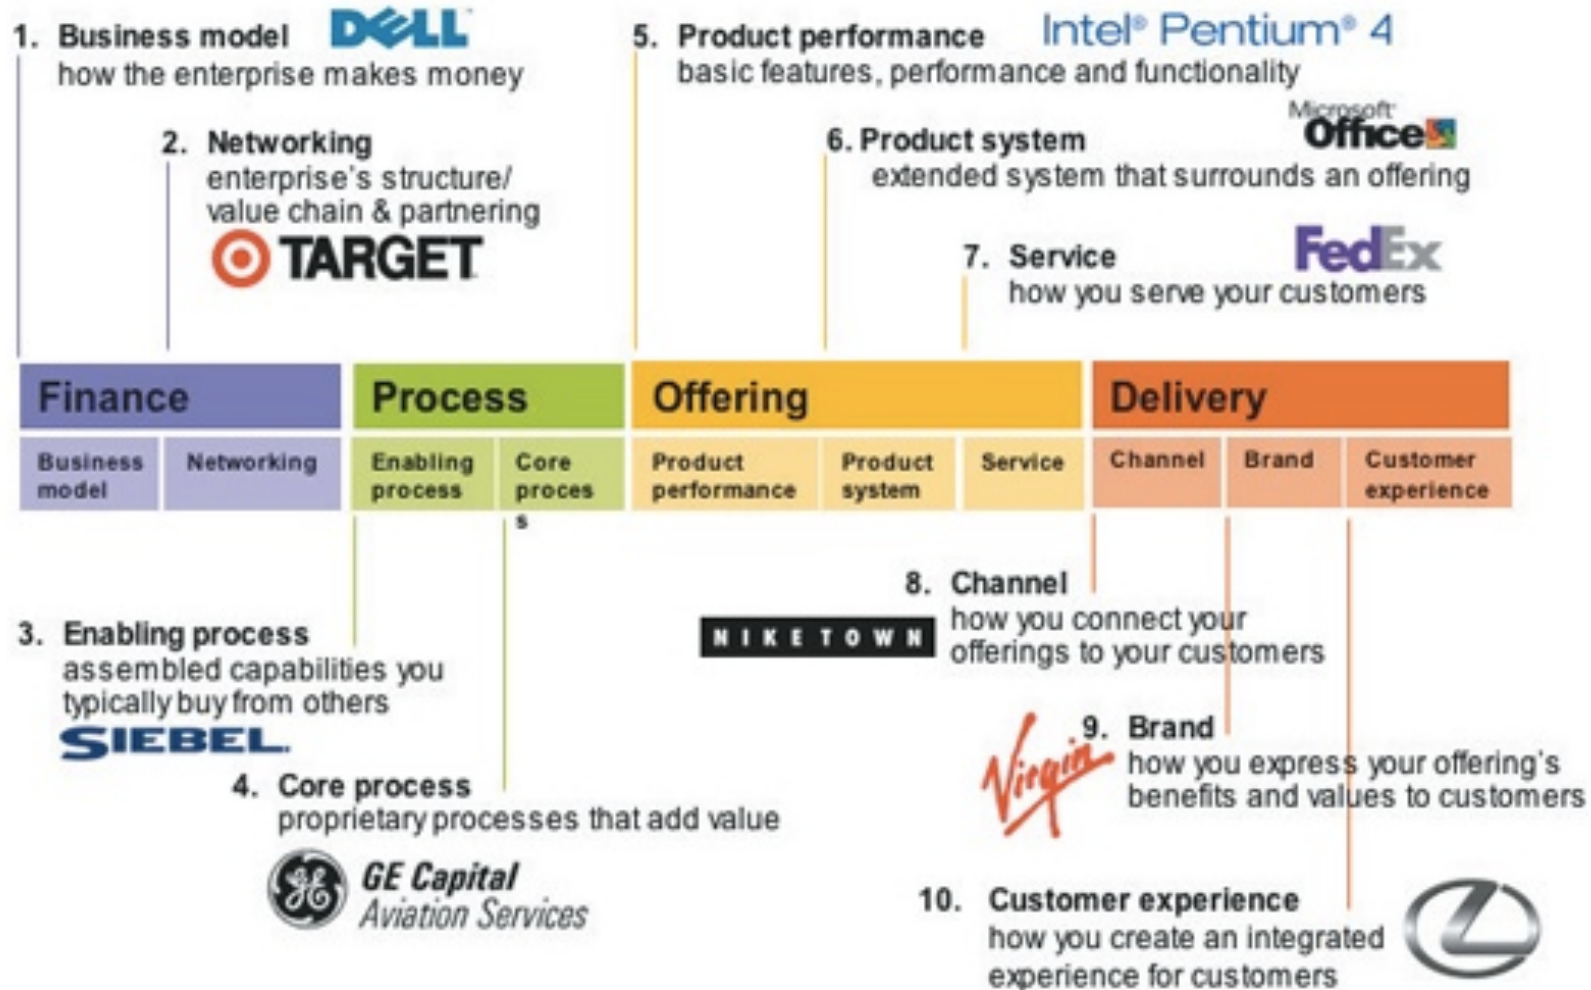 1. Business model DELL
how the enterprise makes money
2. Networking
enterprise's structure/
value chain & partnering
TARGET
5. Product performance Intel® Pentium® 4
basic features, performance and functionality
Microsoft
6. Product system Office
extended system that surrounds an offering
7. Service FedEx
how you serve your customers
Finance Process Offering Delivery
Business model
Networking
Enabling process
Core
proces
s
Product performance
Product system
Service
Channel
Brand
Customer experience
3. Enabling process
assembled capabilities you
typically buy from others
SIEBEL.
4. Core process
proprietary processes that add value
GE GE Capital
Aviation Services
8. Channel
NIKETOWN
how you connect your
offerings to your customers
9. Brand
Virgin
how you express your offering's
benefits and values to customers
10. Customer experience
how you create an integrated
experience for customers